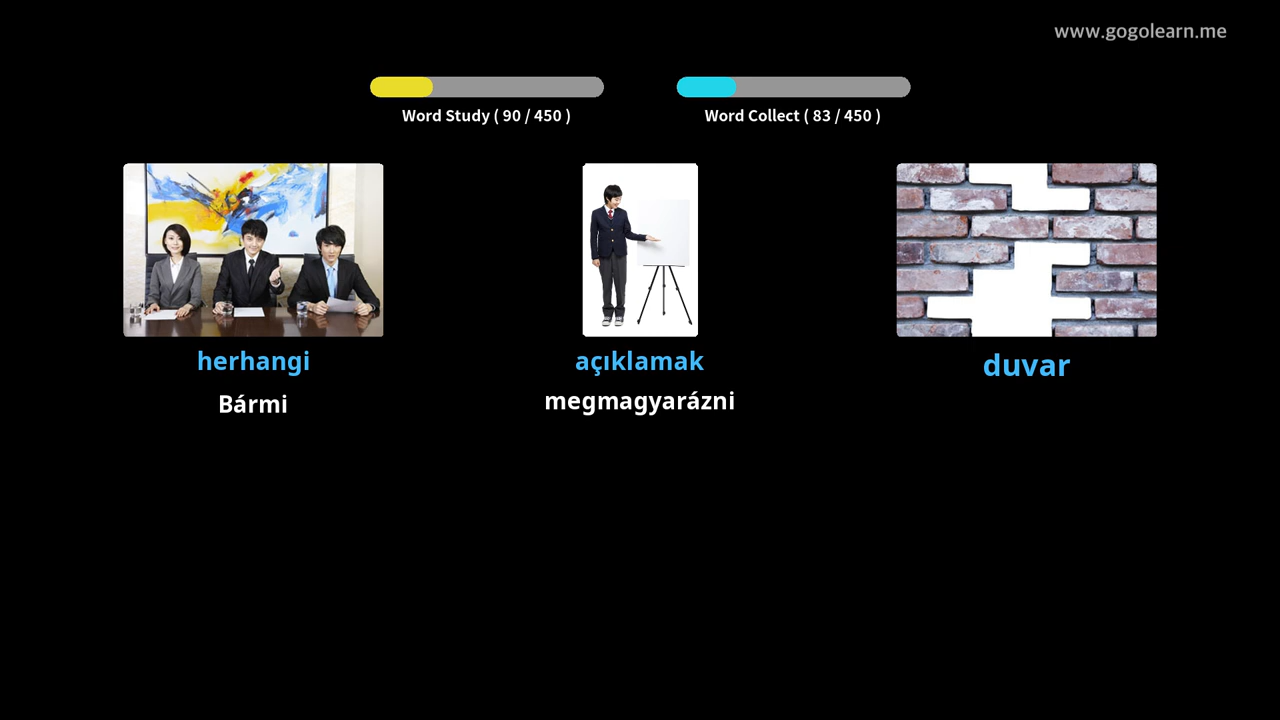 www.gogolearn.me
Word Study ( 90 / 450 )
Word Collect ( 83 / 450 )
herhangi
Bármi
açıklamak
megmagyarázni
duvar